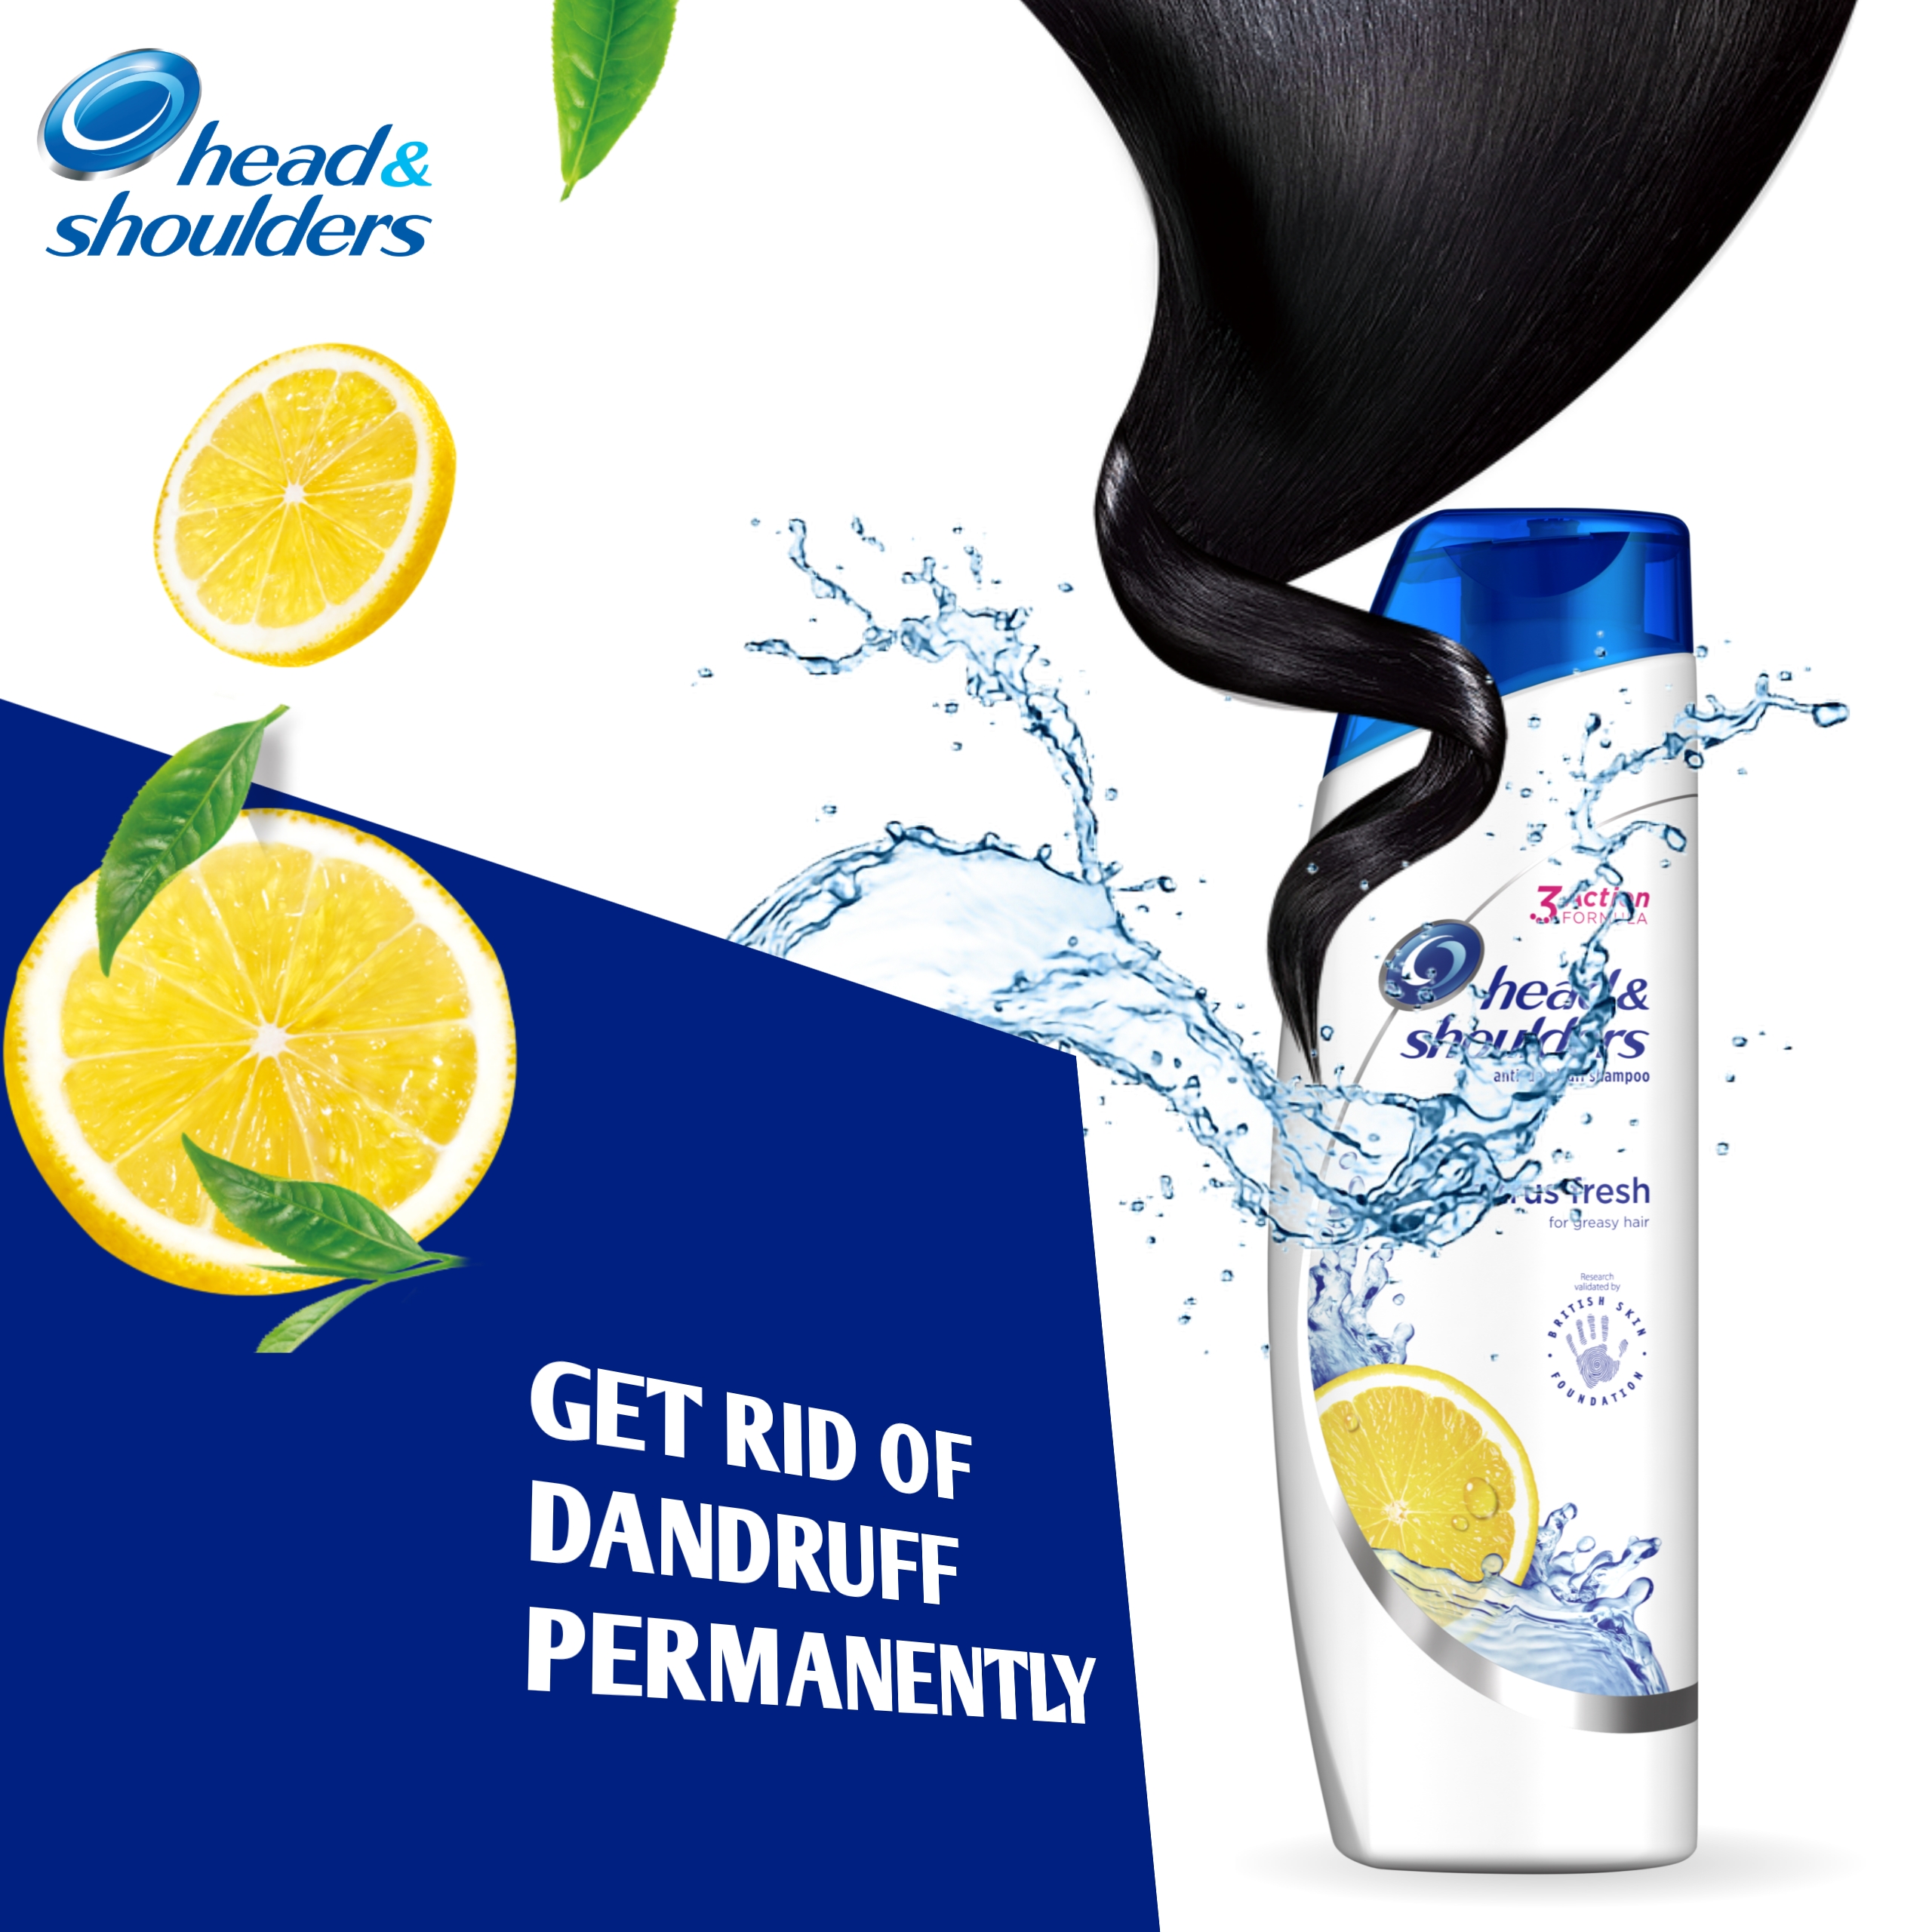 head&
shoulders
3 Action
FORMULA
head&
shoulders
shampoo
fresh
for greasy hair
Research
validated by
BRITISH SKIN
FOUNDATION
GET RID OF
DANDRUFF
PERMANENTLY